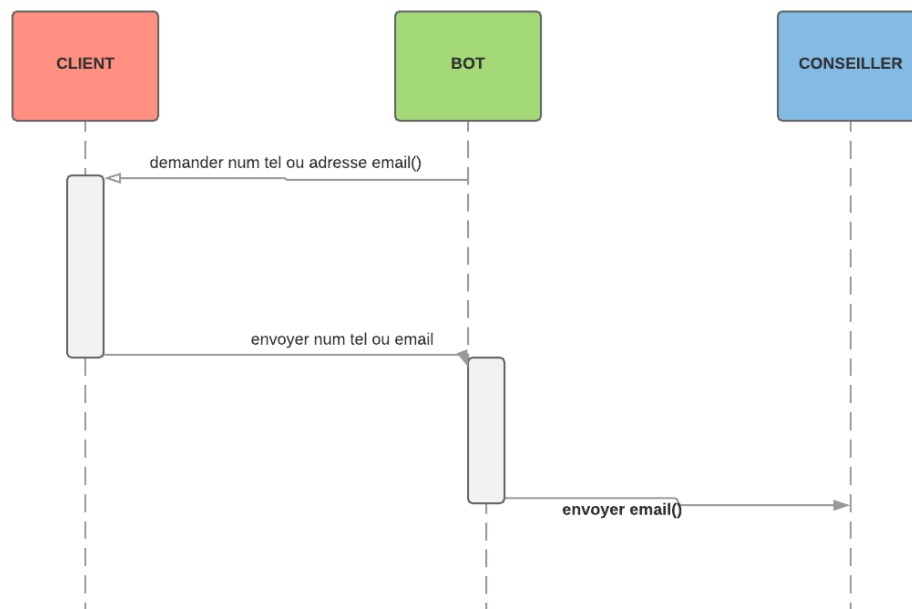 CLIENT
BOT
CONSEILLER
demander num tel ou adresse email()
envoyer num tel ou email
envoyer email()